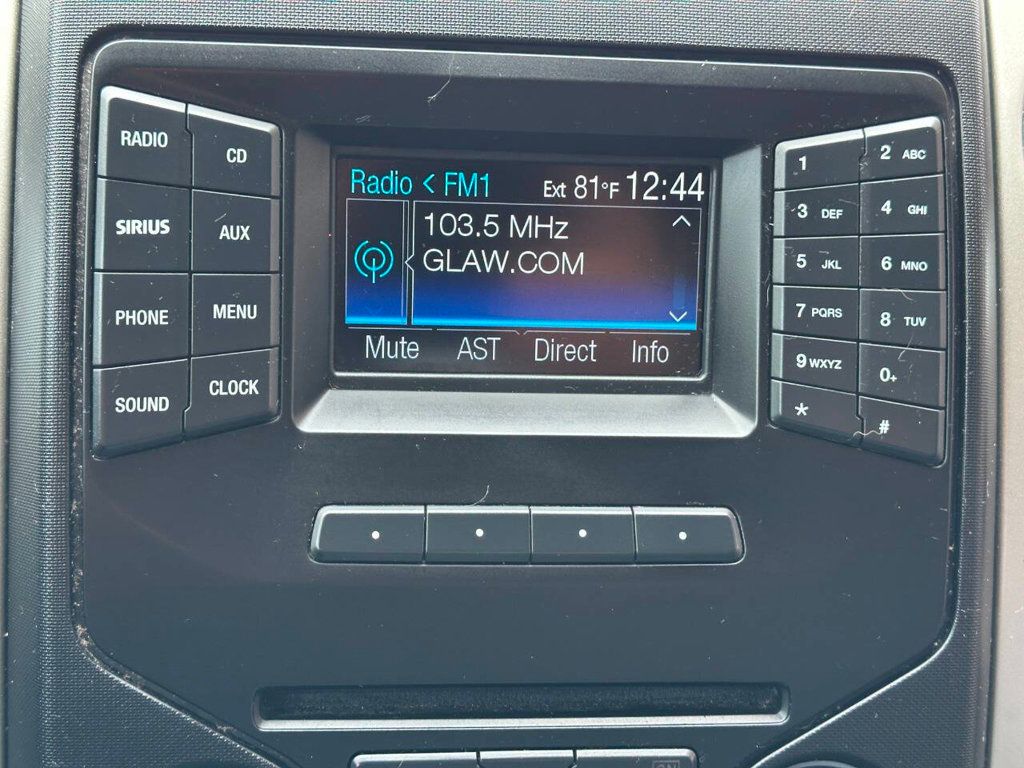 RADIO
CD
SIRIUS
AUX
PHONE
MENU
SOUND
CLOCK
Radio < FM1
Ext 81°F 12:44
103.5 MHz
GLAW.COM
Mute AST Direct Info
1
2 ABC
3 DEF
4 GHI
5 JKL
6 MNO
7 PQRS
8 TUV
9 WXYZ
0+
*
#